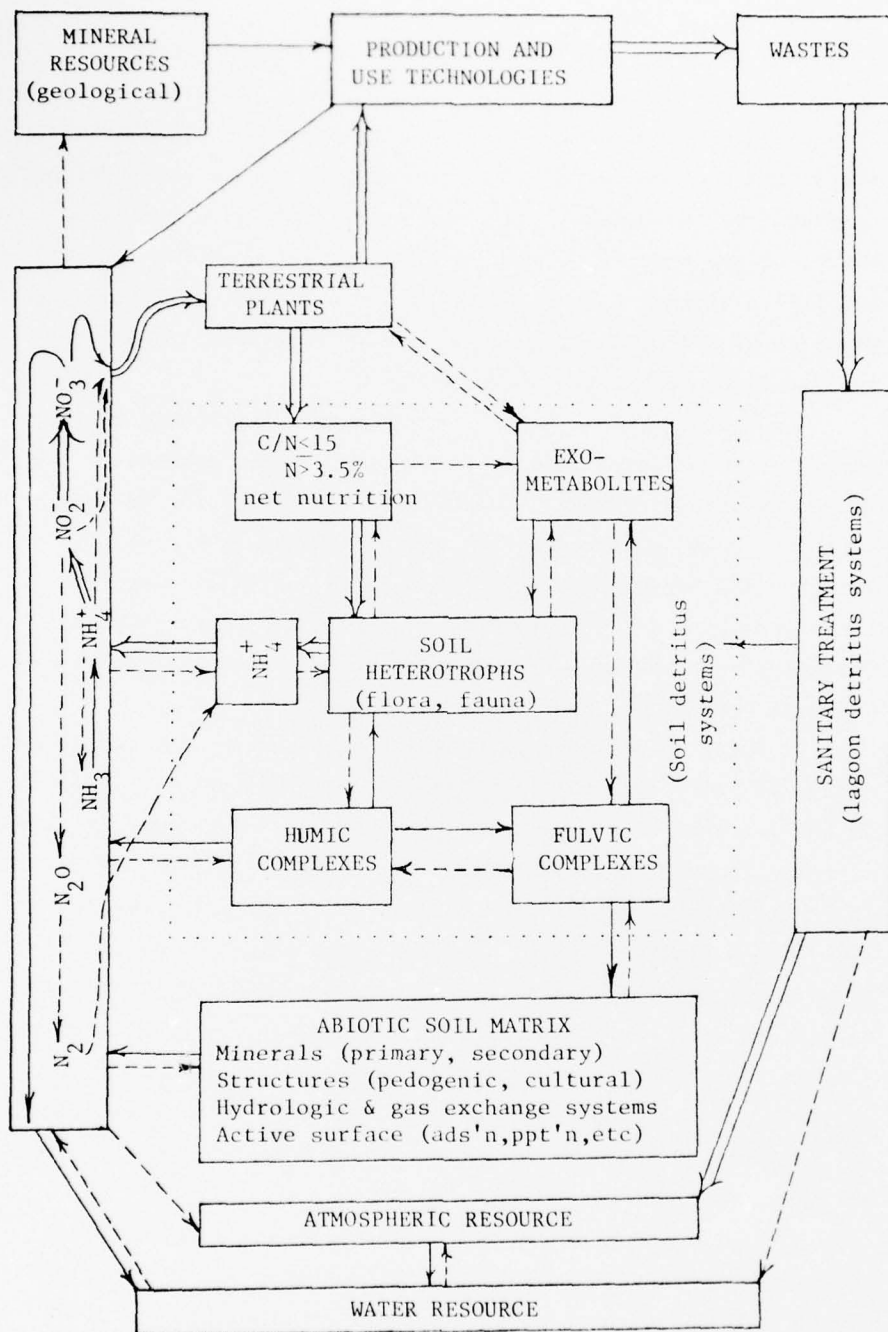 MINERAL
RESOURCES
(geological)
PRODUCTION AND
USE TECHNOLOGIES
WASTES
TERRESTRIAL
PLANTS
NO₃⁻
NO₂⁻
NH₄⁺
NH₃
N₂O
N₂
C/N≤15
N>3.5%
net nutrition
EXO-
METABOLITES
NH₄⁺
SOIL
HETEROTROPHS
(flora, fauna)
(Soil detritus
systems)
SANITARY TREATMENT
(lagoon detritus systems)
HUMIC
COMPLEXES
FULVIC
COMPLEXES
ABIOTIC SOIL MATRIX
Minerals (primary, secondary)
Structures (pedogenic, cultural)
Hydrologic & gas exchange systems
Active surface (ads'n,ppt'n,etc)
ATMOSPHERIC RESOURCE
WATER RESOURCE